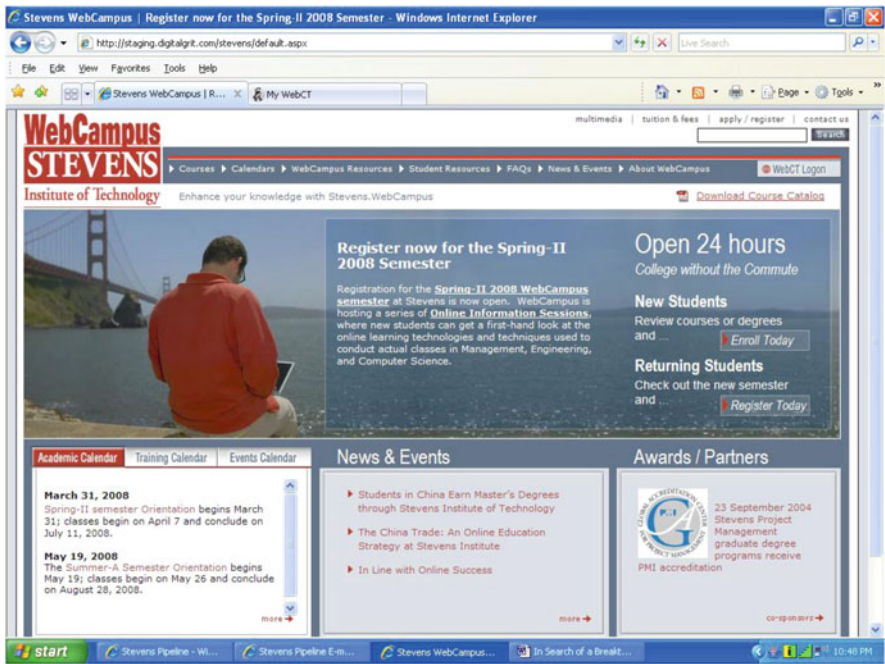 Stevens WebCampus | Register now for the Spring-II 2008 Semester - Windows Internet Explorer
http://staging.digitalgrit.com/stevens/default.aspx
Live Search
File Edit View Favorites Tools Help
Stevens WebCampus | R...
My WebCT
Page
Tools
multimedia | tuition & fees | apply / register | contact us
Search
WebCampus
STEVENS
Institute of Technology
Courses
Calendars
WebCampus Resources
Student Resources
FAQs
News & Events
About WebCampus
WebCT Logon
Enhance your knowledge with Stevens.WebCampus
Download Course Catalog
Register now for the Spring-II
2008 Semester
Registration for the Spring-II 2008 WebCampus
semester at Stevens is now open. WebCampus is
hosting a series of Online Information Sessions,
where new students can get a first-hand look at the
online learning technologies and techniques used to
conduct actual classes in Management, Engineering,
and Computer Science.
Open 24 hours
College without the Commute
New Students
Review courses or degrees
and ...
Enroll Today
Returning Students
Check out the new semester
and ...
Register Today
Academic Calendar
Training Calendar
Events Calendar
March 31, 2008
Spring-II semester Orientation begins March
31; classes begin on April 7 and conclude on
July 11, 2008.
May 19, 2008
The Summer-A Semester Orientation begins
May 19; classes begin on May 26 and conclude
on August 28, 2008.
more
News & Events
Students in China Earn Master's Degrees
through Stevens Institute of Technology
The China Trade: An Online Education
Strategy at Stevens Institute
In Line with Online Success
more
Awards / Partners
GLOBAL ACCREDITATION CENTER
FOR PROJECT MANAGEMENT
PMI
23 September 2004
Stevens Project
Management
graduate degree
programs receive
PMI accreditation
co-sponsors
start
Stevens Pipeline - Wi...
Stevens Pipeline E-m...
Stevens WebCampus...
In Search of a Breakt...
10:48 PM